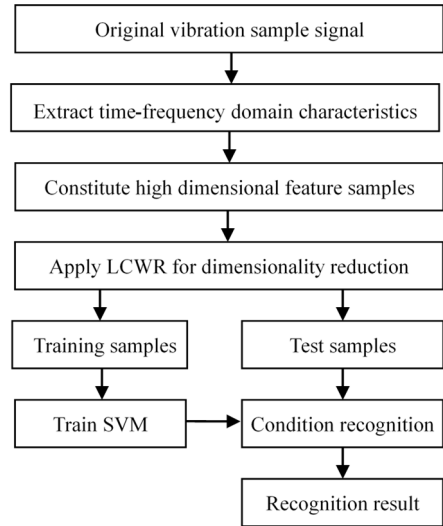 Original vibration sample signal
Extract time-frequency domain characteristics
Constitute high dimensional feature samples
Apply LCWR for dimensionality reduction
Training samples
Test samples
Train SVM
Condition recognition
Recognition result